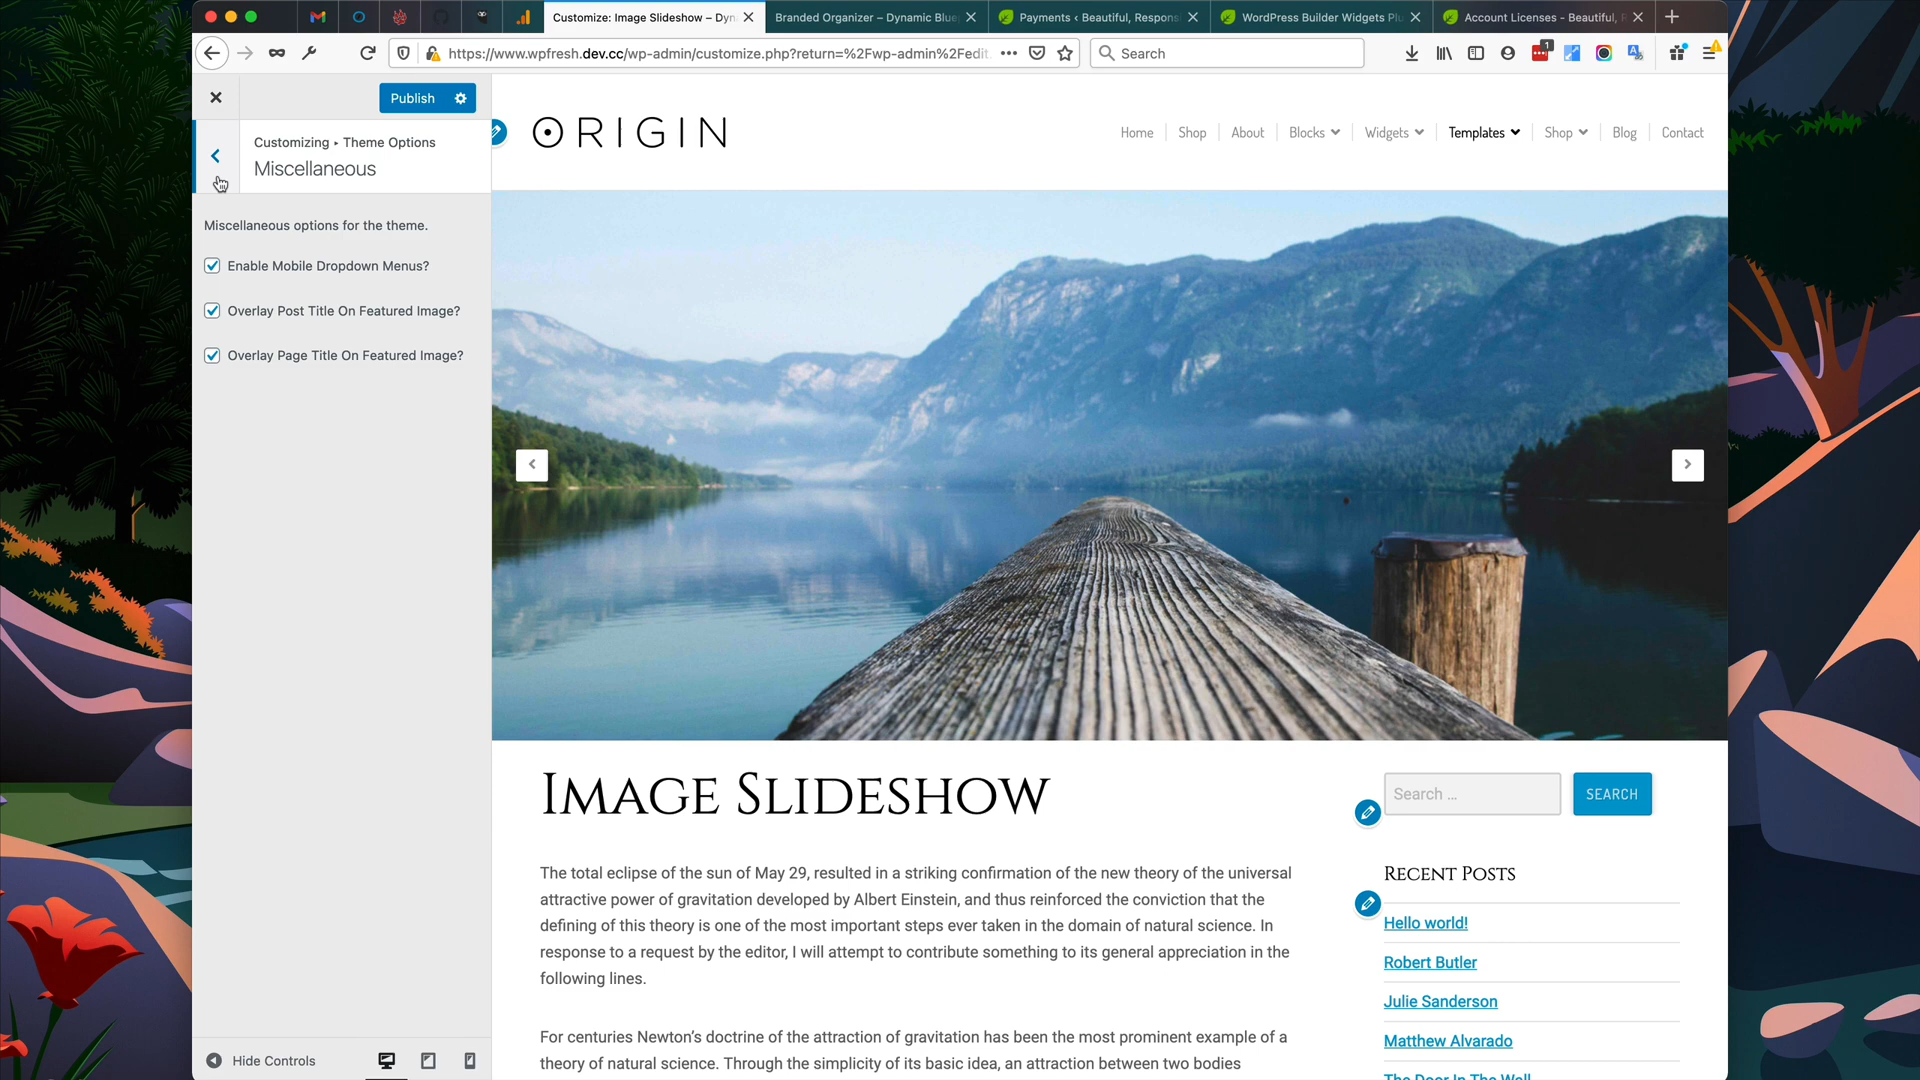 Customize: Image Slideshow – Dyn
Branded Organizer – Dynamic Blue
Payments ‹ Beautiful, Respons
WordPress Builder Widgets Plu
Account Licenses - Beautiful, R
https://www.wpfresh.dev.cc/wp-admin/customize.php?return=%2Fwp-admin%2Fedit.
Search
1
Publish
Customizing ▸ Theme Options
Miscellaneous
Miscellaneous options for the theme.
Enable Mobile Dropdown Menus?
Overlay Post Title On Featured Image?
Overlay Page Title On Featured Image?
Hide Controls
ORIGIN
Home
Shop
About
Blocks
Widgets
Templates
Shop
Blog
Contact
Image Slideshow
The total eclipse of the sun of May 29, resulted in a striking confirmation of the new theory of the universal
attractive power of gravitation developed by Albert Einstein, and thus reinforced the conviction that the
defining of this theory is one of the most important steps ever taken in the domain of natural science. In
response to a request by the editor, I will attempt to contribute something to its general appreciation in the
following lines.
For centuries Newton's doctrine of the attraction of gravitation has been the most prominent example of a
theory of natural science. Through the simplicity of its basic idea, an attraction between two bodies
Search …
SEARCH
Recent Posts
Hello world!
Robert Butler
Julie Sanderson
Matthew Alvarado
The Door In The Wall